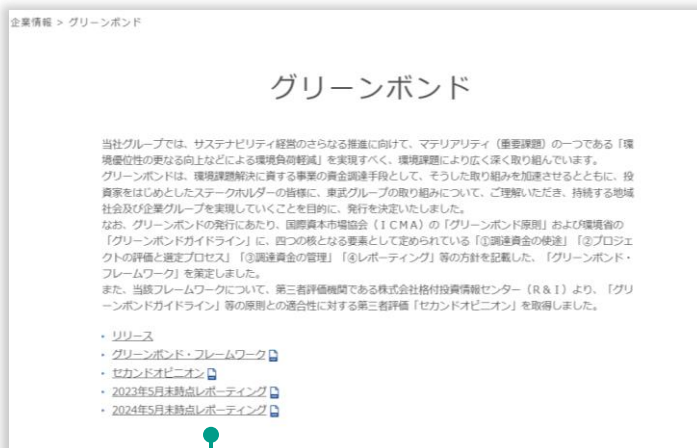 企業情報 > グリーンボンド
グリーンボンド
当社グループでは、サステナビリティ経営のさらなる推進に向けて、マテリアリティ（重要課題）の一つである「環
境優位性の更なる向上などによる環境負荷軽減」を実現すべく、環境課題により広く深く取り組んでいます。
グリーンボンドは、環境課題解決に資する事業の資金調達手段として、そうした取り組みを加速させるとともに、投
資家をはじめとしたステークホルダーの皆様に、東武グループの取り組みについて、ご理解いただき、持続する地域
社会及び企業グループを実現していくことを目的に、発行を決定いたしました。
なお、グリーンボンドの発行にあたり、国際資本市場協会（ＩＣＭＡ）の「グリーンボンド原則」および環境省の
「グリーンボンドガイドライン」に、四つの核となる要素として定められている「①調達資金の使途」「②プロジェ
クトの評価と選定プロセス」「③調達資金の管理」「④レポーティング」等の方針を記載した、「グリーンボンド・
フレームワーク」を策定しました。
また、当該フレームワークについて、第三者評価機関である株式会社格付投資情報センター（Ｒ＆Ｉ）より、「グリ
ーンボンドガイドライン」等の原則との適合性に対する第三者評価「セカンドオピニオン」を取得しました。
・リリース
・グリーンボンド・フレームワーク
・セカンドオピニオン
・2023年5月末時点レポーティング
・2024年5月末時点レポーティング